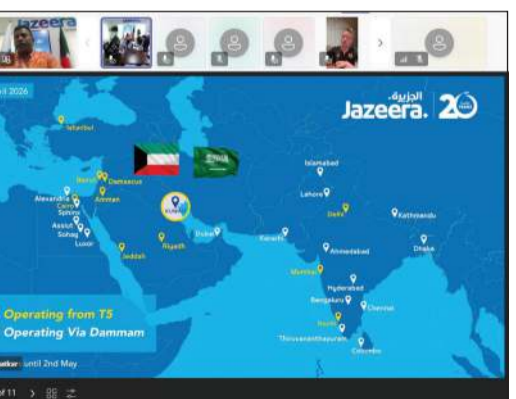 Jazeera
ril 2026
الجزيرة.
Jazeera.
20
Istanbul
Islamabad
Beirut
Damascus
Lahore
Alexandria
Amman
Delhi
Cairo
Sphinx
Kathmandu
Assiut
Sohag
Dubai
Karachi
Luxor
Riyadh
Dhaka
Jeddah
Ahmedabad
Mumbai
Hyderabad
Bengaluru
Chennai
Operating from T5
Kochi
Operating Via Dammam
Thiruvananthapuram
Colombo
until 2nd May
of 11